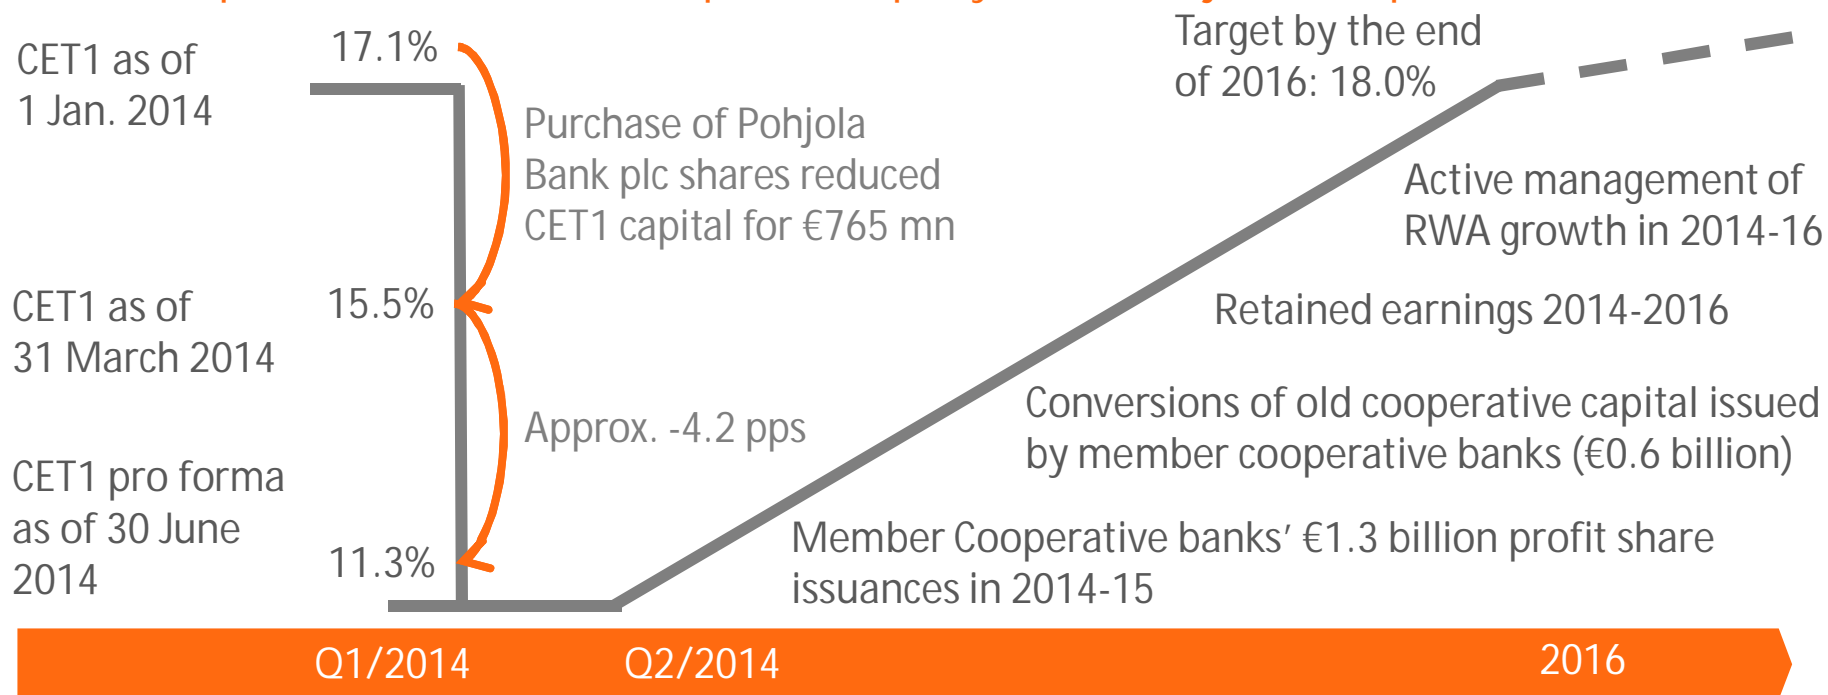 CET1 as of
1 Jan. 2014
17.1%
Purchase of Pohjola
Bank plc shares reduced
CET1 capital for €765 mn
Target by the end
of 2016: 18.0%
Active management of
RWA growth in 2014-16
CET1 as of
31 March 2014
15.5%
Retained earnings 2014-2016
Approx. -4.2 pps
Conversions of old cooperative capital issued
by member cooperative banks (€0.6 billion)
CET1 pro forma
as of 30 June
2014
11.3%
Member Cooperative banks’ €1.3 billion profit share
issuances in 2014-15
Q1/2014
Q2/2014
2016